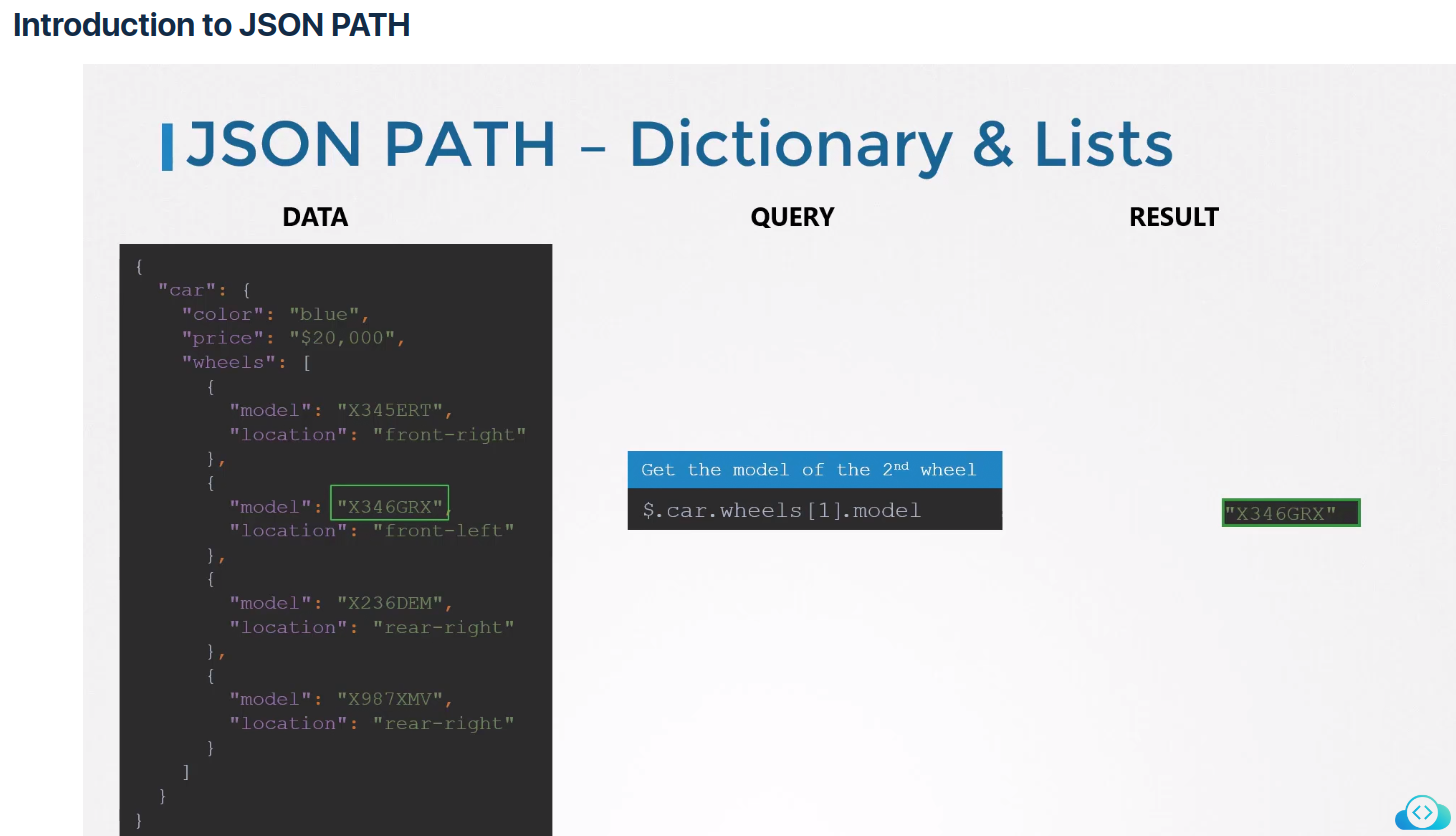 Introduction to JSON PATH
JSON PATH – Dictionary & Lists
DATA
QUERY
RESULT
{
"car": {
"color": "blue",
"price": "$20,000",
"wheels": [
{
"model": "X345ERT",
"location": "front-right"
},
{
"model": "X346GRX",
"location": "front-left"
},
{
"model": "X236DEM",
"location": "rear-right"
},
{
"model": "X987XMV",
"location": "rear-right"
}
]
}
}
Get the model of the 2nd wheel
$.car.wheels[1].model
"X346GRX"